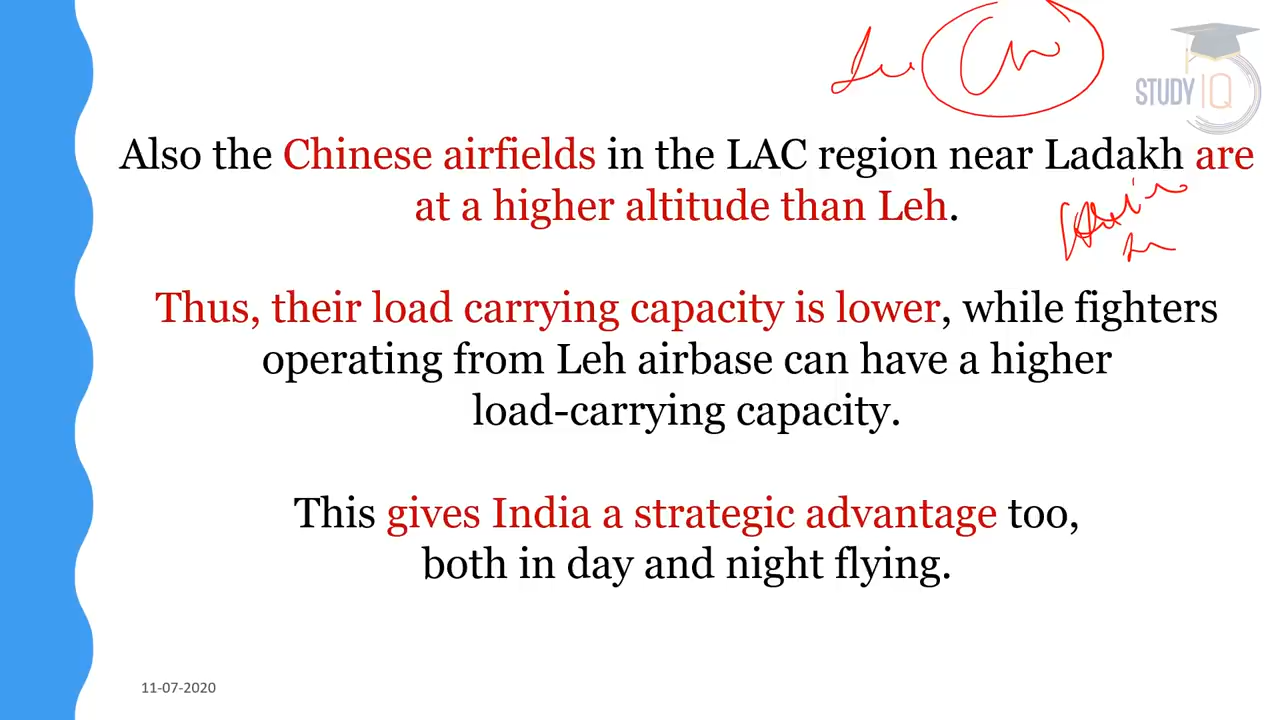 STUDY IQ
Also the Chinese airfields in the LAC region near Ladakh are
at a higher altitude than Leh.
Thus, their load carrying capacity is lower, while fighters
operating from Leh airbase can have a higher
load-carrying capacity.
This gives India a strategic advantage too,
both in day and night flying.
11-07-2020